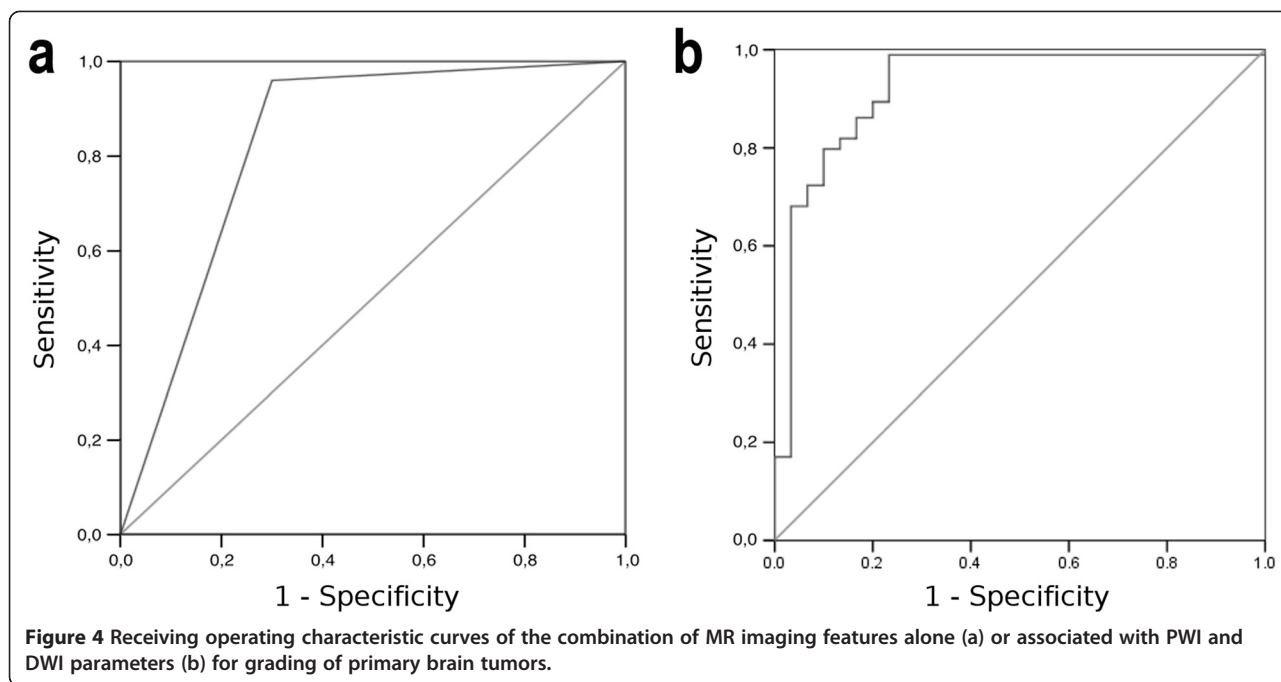 a
1,0
0,8
0,6
0,4
0,2
0,0
Sensitivity
0,0 0,2 0,4 0,6 0,8 1,0
1 - Specificity
b
1,0
0,8
0,6
0,4
0,2
0,0
Sensitivity
0.0 0.2 0.4 0.6 0.8 1.0
1 - Specificity
Figure 4 Receiving operating characteristic curves of the combination of MR imaging features alone (a) or associated with PWI and
DWI parameters (b) for grading of primary brain tumors.